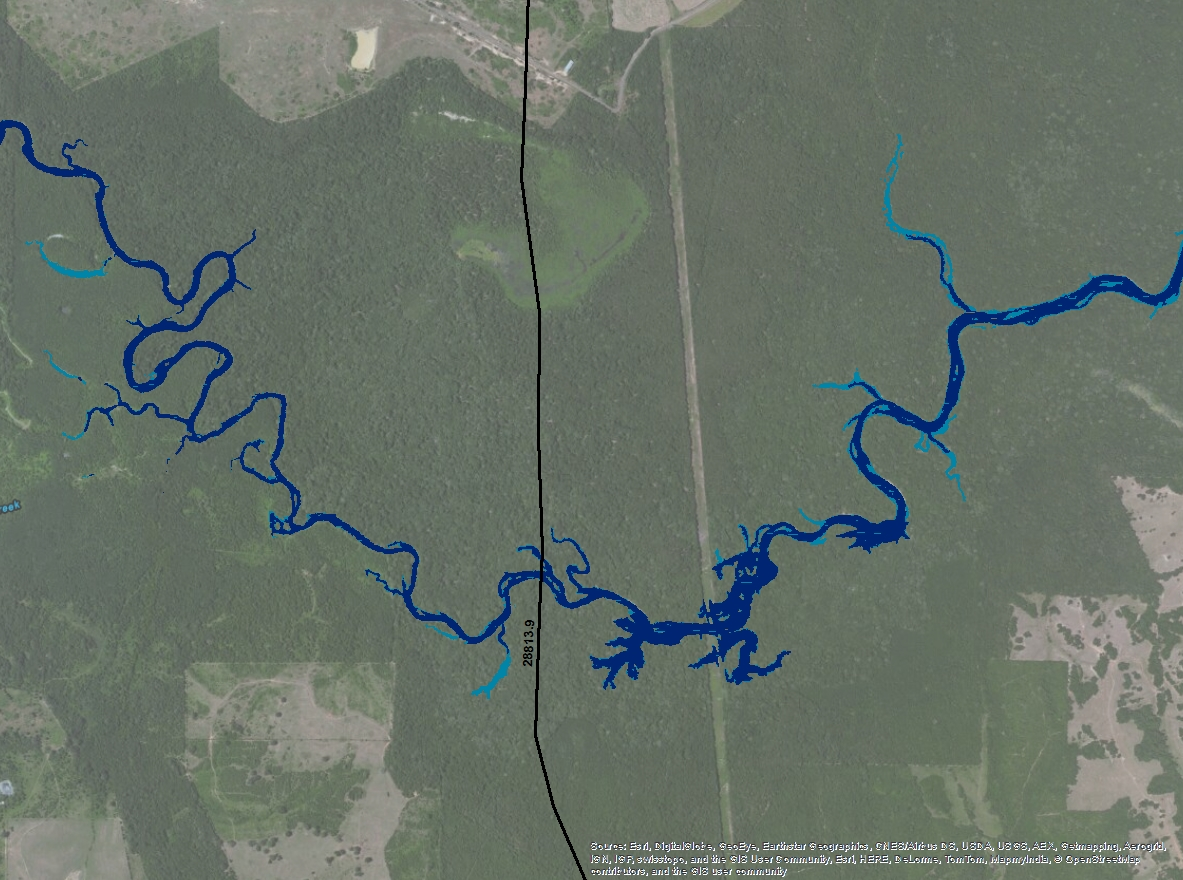 28813.9
Source: Esri, DigitalGlobe, GeoEye, Earthstar Geographics, CNES/Airbus DS, USDA, USGS, AEX, Getmapping, Aerogrid,
IGN, IGP, swisstopo, and the GIS User Community, Esri, HERE, DeLorme, TomTom, MapmyIndia, © OpenStreetMap
contributors, and the GIS user community